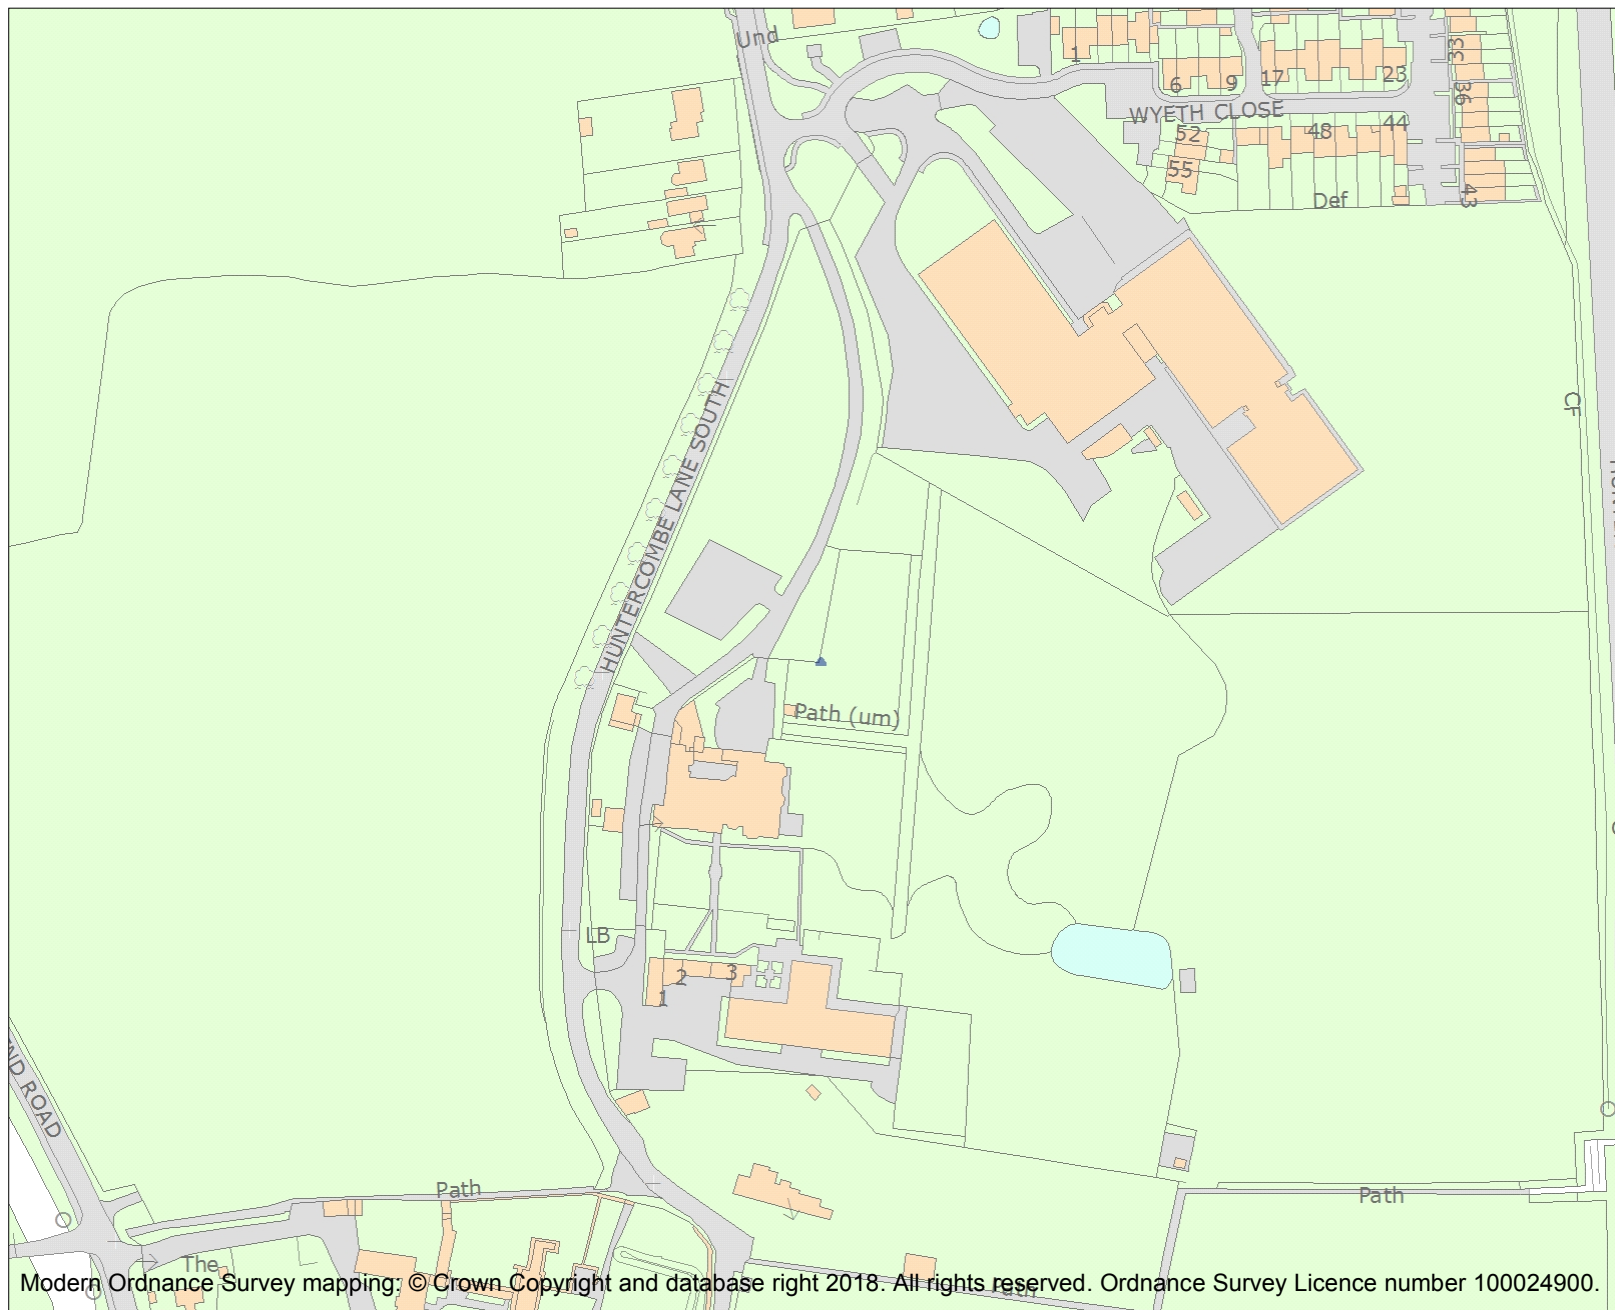 Und
1
6
9
17
23
33
36
WYETH CLOSE
52
48
44
55
Def
43
CF
HUNTERCOMBE LANE SOUTH
Path (um)
LB
2
3
1
ND ROAD
Path
Path
The
Path
Modern Ordnance Survey mapping: © Crown Copyright and database right 2018. All rights reserved. Ordnance Survey Licence number 100024900.